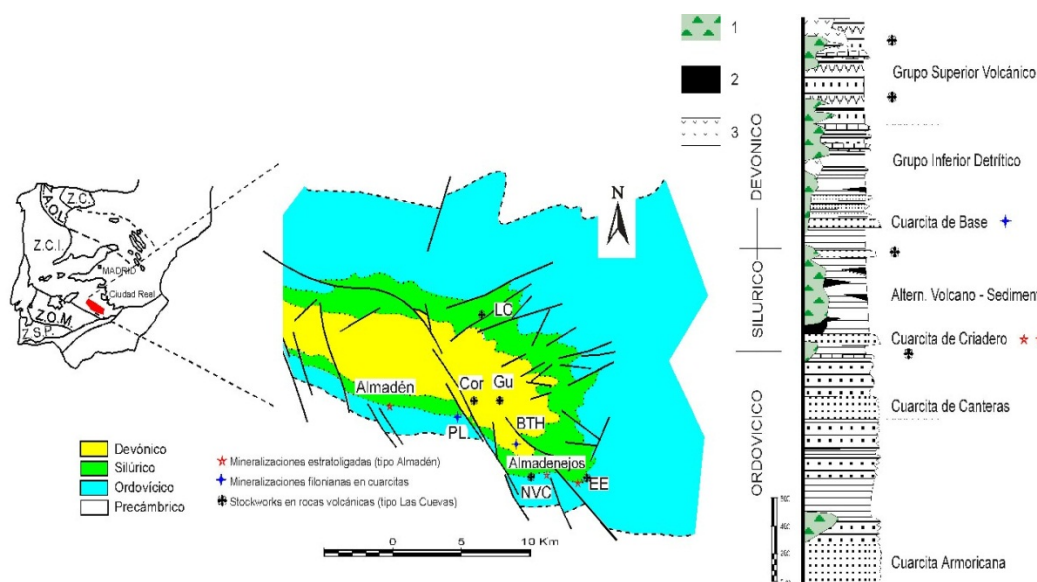 Z.C.
A.O.L.
Z.C.I.
MADRID
Ciudad Real
Z.O.M.
Z.S.P.
Devónico
Silúrico
Ordovícico
Precámbrico
N
LC
Almadén
Cor
Gu
PL
BTH
Almadenejos
NVC
EE
Mineralizaciones estratoligadas (tipo Almadén)
Mineralizaciones filonianas en cuarcitas
Stockworks en rocas volcánicas (tipo Las Cuevas)
0
10 Km
1
2
3
DEVONICO
SILURICO
ORDOVICICO
Grupo Superior Volcánico
Grupo Inferior Detrítico
Cuarcita de Base
Altern. Volcano - Sediment
Cuarcita de Criadero
Cuarcita de Canteras
Cuarcita Armoricana